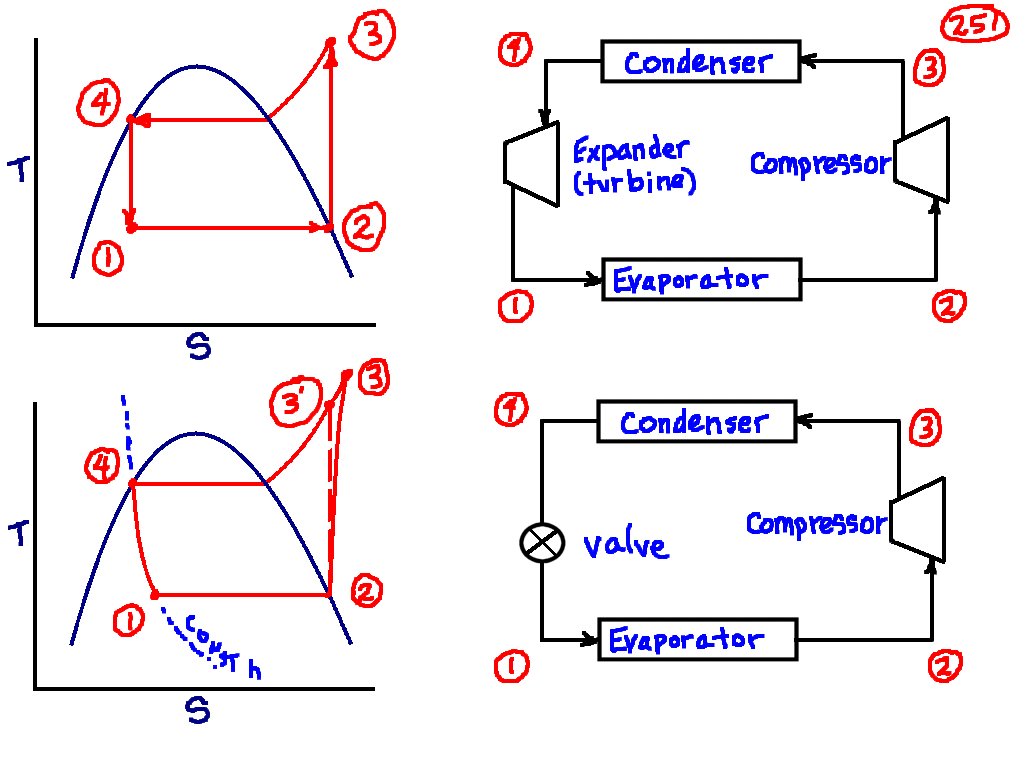 251
T
S
4
3
1
2
4
Condenser
3
Expander
(turbine)
Compressor
1
Evaporator
2
T
S
4
3'
3
1
2
const h
4
Condenser
3
valve
Compressor
1
Evaporator
2